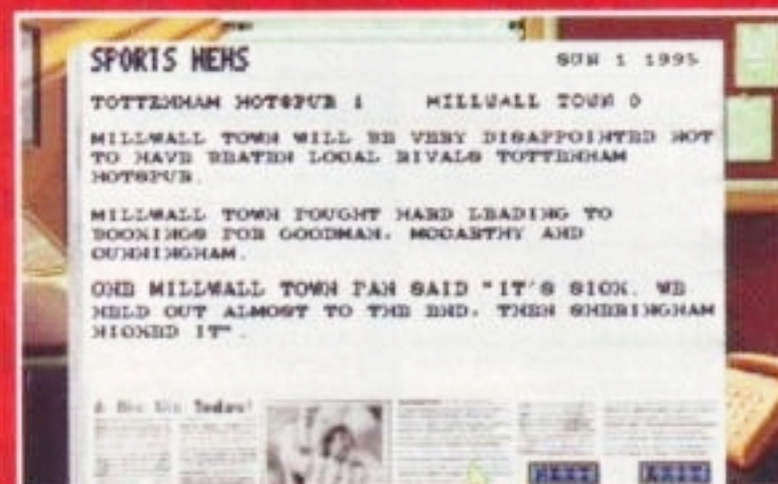 SPORTS NEWS SUN 1 1995
TOTTENHAM HOTSPUR 1 MILLWALL TOWN 0
MILLWALL TOWN WILL BE VERY DISAPPOINTED NOT
TO HAVE BEATEN LOCAL RIVALS TOTTENHAM
HOTSPUR.
MILLWALL TOWN FOUGHT HARD LEADING TO
BOOKINGS FOR GOODMAN, MCCARTHY AND
CUNNINGHAM.
ONE MILLWALL TOWN FAN SAID "IT'S SICK. WE
HELD OUT ALMOST TO THE END, THEN SHERINGHAM
NICKED IT".
Today!